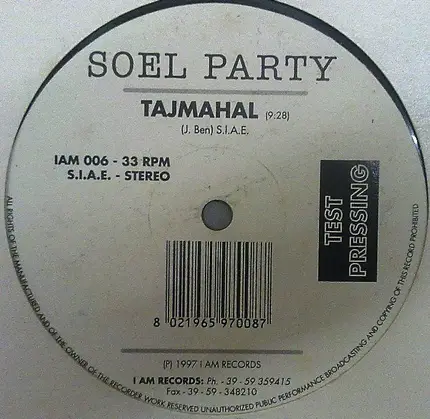 SOEL PARTY
TAJMAHAL (9:28)
(J. Ben) S.I.A.E.
IAM 006 - 33 RPM
S.I.A.E. - STEREO
TEST
PRESSING
8 021965 970087
(P) 1997 I AM RECORDS
I AM RECORDS: Ph. - 39 - 59 359415
Fax - 39 - 59 - 348210
ALL RIGHTS OF THE MANUFACTURED AND OF THE OWNER OF THE RECORDER WORK RESERVED UNAUTHORIZED PUBLIC PERFORMANCE BROADCASTING AND COPYING OF THIS RECORD PROHIBITED